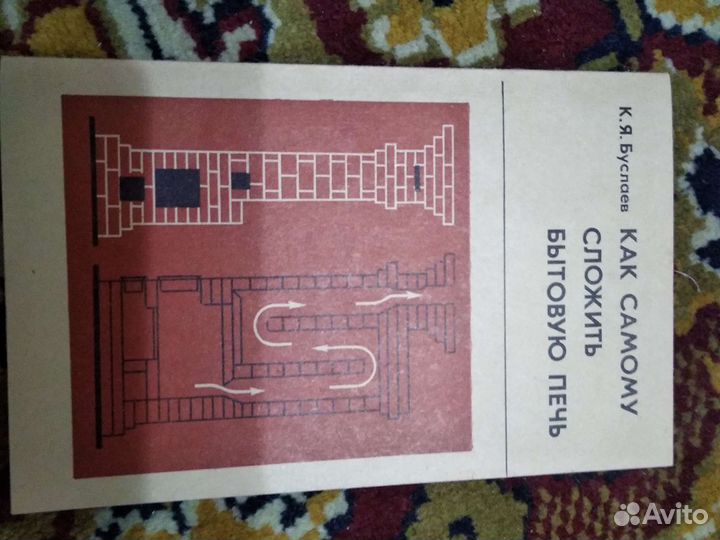 К.Я. Буслаев
КАК САМОМУ
СЛОЖИТЬ
БЫТОВУЮ ПЕЧЬ
Avito